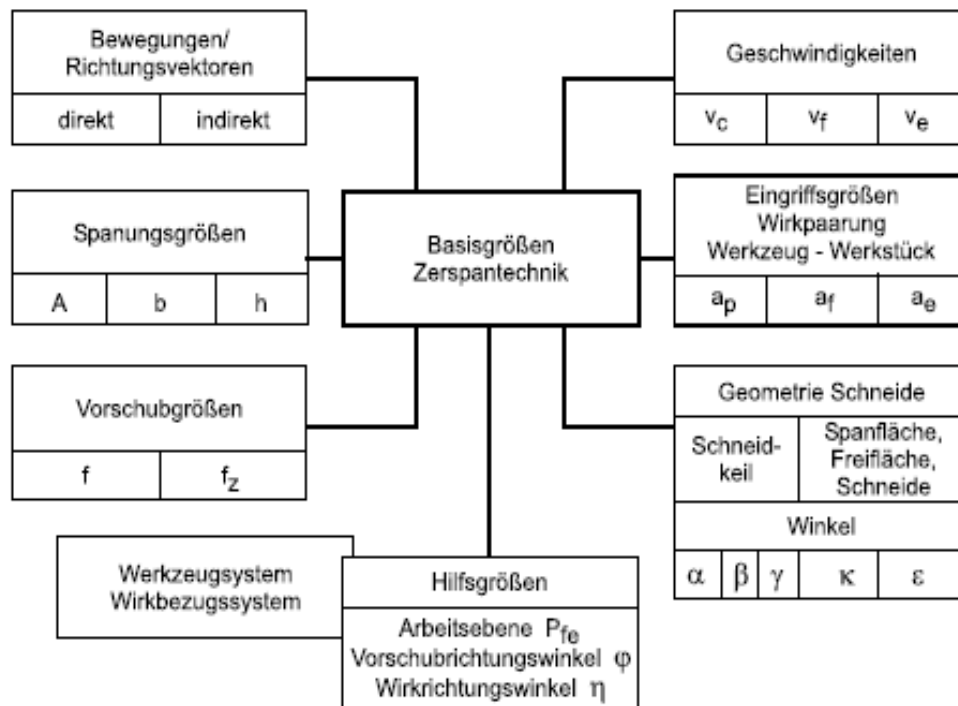 Bewegungen/
Richtungsvektoren
direkt indirekt
Geschwindigkeiten
vc vf ve
Spanungsgrößen
A b h
Basisgrößen
Zerspantechnik
Eingriffsgrößen
Wirkpaarung
Werkzeug - Werkstück
ap af ae
Vorschubgrößen
f fz
Geometrie Schneide
Schneid-
keil
Spanfläche,
Freifläche,
Schneide
Winkel
α β γ κ ε
Werkzeugsystem
Wirkbezugssystem
Hilfsgrößen
Arbeitsebene Pfe
Vorschubrichtungswinkel φ
Wirkrichtungswinkel η